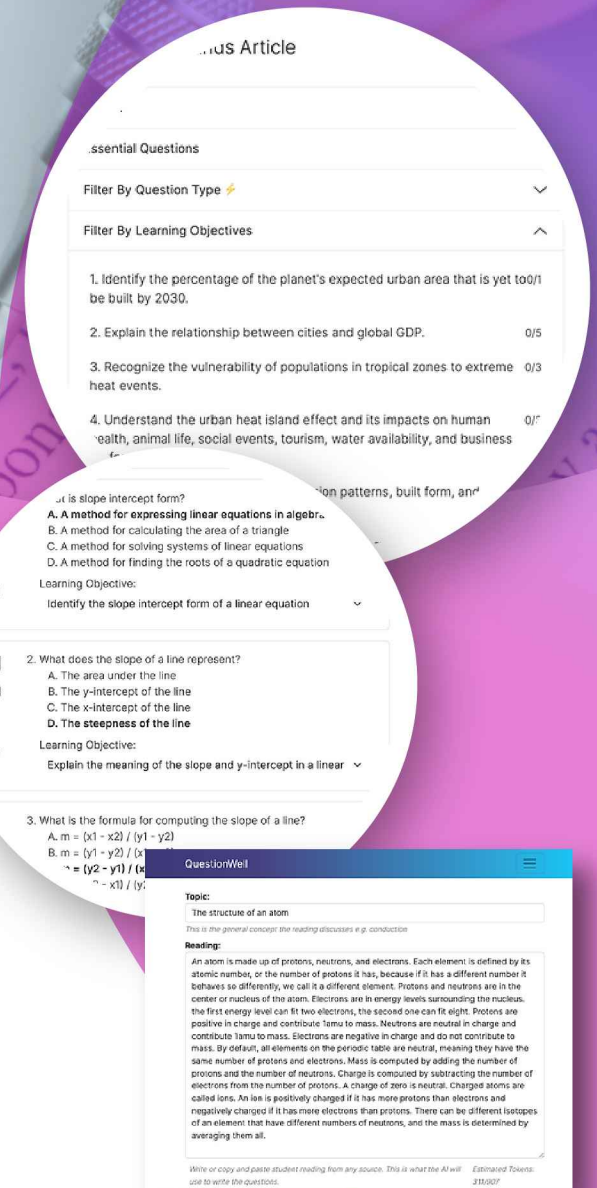 Article
Essential Questions
Filter By Question Type ⚡
Filter By Learning Objectives
1. Identify the percentage of the planet's expected urban area that is yet to 0/1
be built by 2030.
2. Explain the relationship between cities and global GDP. 0/5
3. Recognize the vulnerability of populations in tropical zones to extreme 0/3
heat events.
4. Understand the urban heat island effect and its impacts on human 0/
health, animal life, social events, tourism, water availability, and business
patterns, built form, and
is slope intercept form?
A. A method for expressing linear equations in algebra
B. A method for calculating the area of a triangle
C. A method for solving systems of linear equations
D. A method for finding the roots of a quadratic equation
Learning Objective:
Identify the slope intercept form of a linear equation
2. What does the slope of a line represent?
A. The area under the line
B. The y-intercept of the line
C. The x-intercept of the line
D. The steepness of the line
Learning Objective:
Explain the meaning of the slope and y-intercept in a linear
3. What is the formula for computing the slope of a line?
A. m = (x1 - x2) / (y1 - y2)
B. m = (y1 - y2) / (x
= (y2 - y1) / (x
- x1) / (y
QuestionWell
Topic:
The structure of an atom
This is the general concept the reading discusses e.g. conduction
Reading:
An atom is made up of protons, neutrons, and electrons. Each element is defined by its
atomic number, or the number of protons it has, because if it has a different number it
behaves so differently, we call it a different element. Protons and neutrons are in the
center or nucleus of the atom. Electrons are in energy levels surrounding the nucleus.
the first energy level can fit two electrons, the second one can fit eight. Protons are
positive in charge and contribute 1amu to mass. Neutrons are neutral in charge and
contribute 1amu to mass. Electrons are negative in charge and do not contribute to
mass. By default, all elements on the periodic table are neutral, meaning they have the
same number of protons and electrons. Mass is computed by adding the number of
protons and the number of neutrons. Charge is computed by subtracting the number of
electrons from the number of protons. A charge of zero is neutral. Charged atoms are
called ions. An ion is positively charged if it has more protons than electrons and
negatively charged if it has more electrons than protons. There can be different isotopes
of an element that have different numbers of neutrons, and the mass is determined by
averaging them all.
Write or copy and paste student reading from any source. This is what the AI will Estimated Tokens:
use to write the questions. 311/907